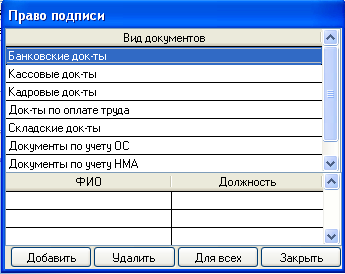 Право подписи
Вид документов
Банковские док-ты
Кассовые док-ты
Кадровые док-ты
Док-ты по оплате труда
Складские док-ты
Документы по учету ОС
Документы по учету НМА
ФИО Должность
Добавить Удалить Для всех Закрыть